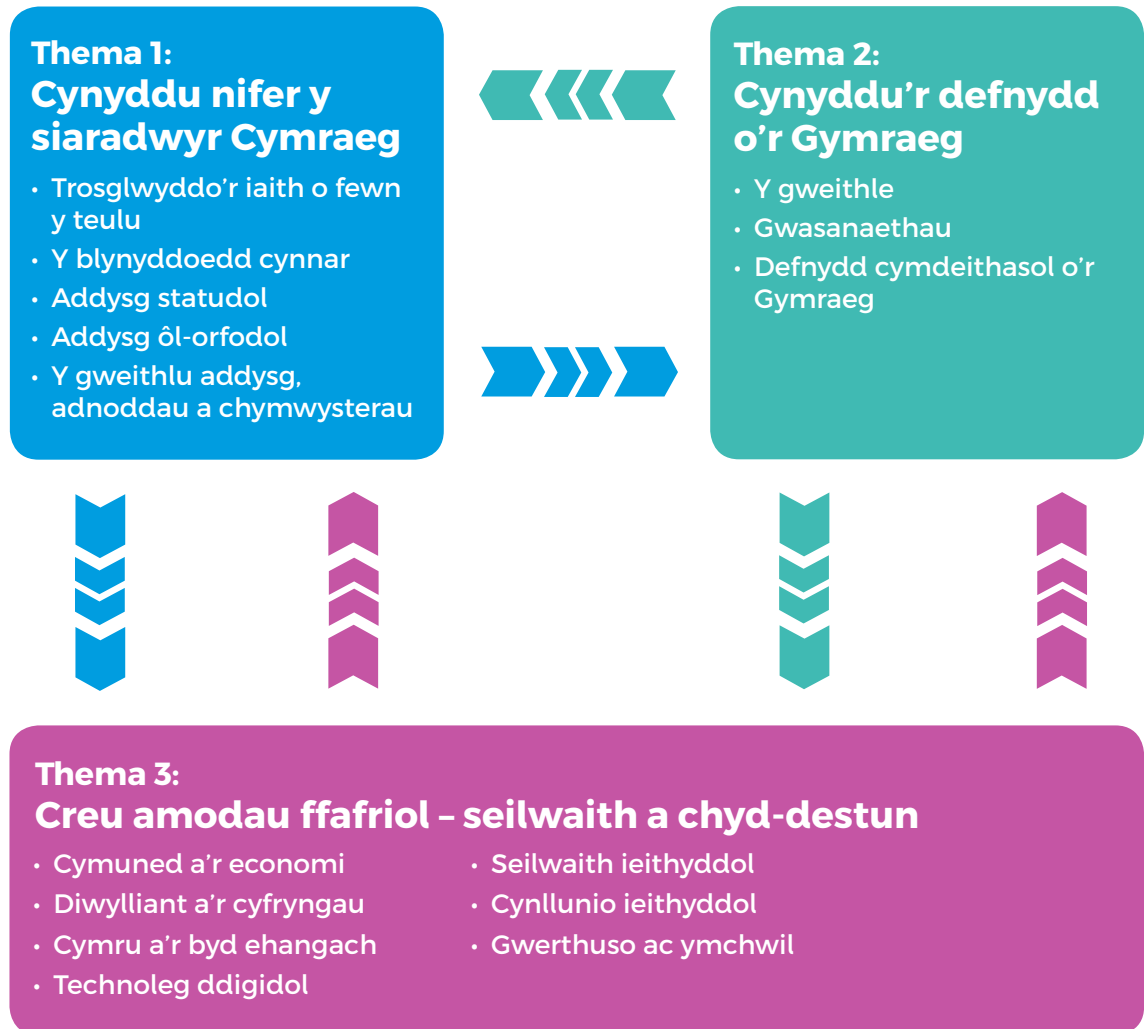 Thema 1:
Cynyddu nifer y
siaradwyr Cymraeg
• Trosglwyddo'r iaith o fewn
y teulu
• Y blynyddoedd cynnar
• Addysg statudol
• Addysg ôl-orfodol
• Y gweithlu addysg,
adnoddau a chymwysterau
Thema 2:
Cynyddu'r defnydd
o'r Gymraeg
• Y gweithle
• Gwasanaethau
• Defnydd cymdeithasol o'r
Gymraeg
Thema 3:
Creu amodau ffafriol – seilwaith a chyd-destun
• Cymuned a'r economi
• Diwylliant a'r cyfryngau
• Cymru a'r byd ehangach
• Technoleg ddigidol
• Seilwaith ieithyddol
• Cynllunio ieithyddol
• Gwerthuso ac ymchwil